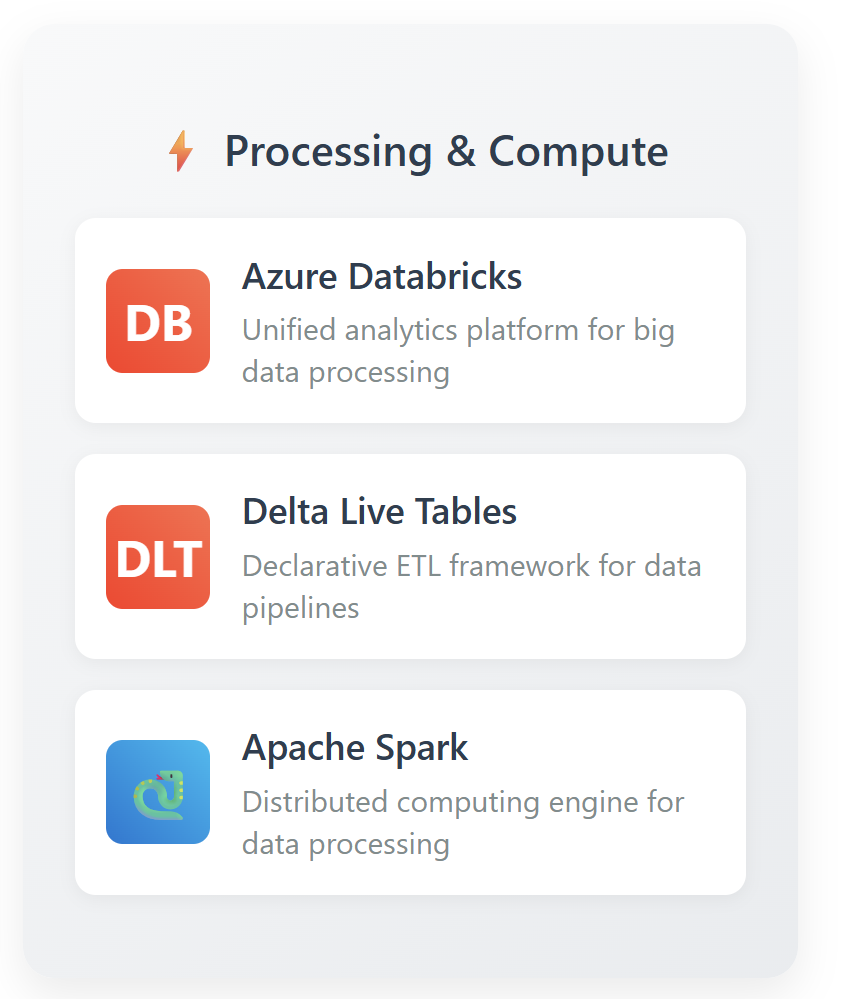 Processing & Compute
DB
Azure Databricks
Unified analytics platform for big
data processing
DLT
Delta Live Tables
Declarative ETL framework for data
pipelines
Apache Spark
Distributed computing engine for
data processing